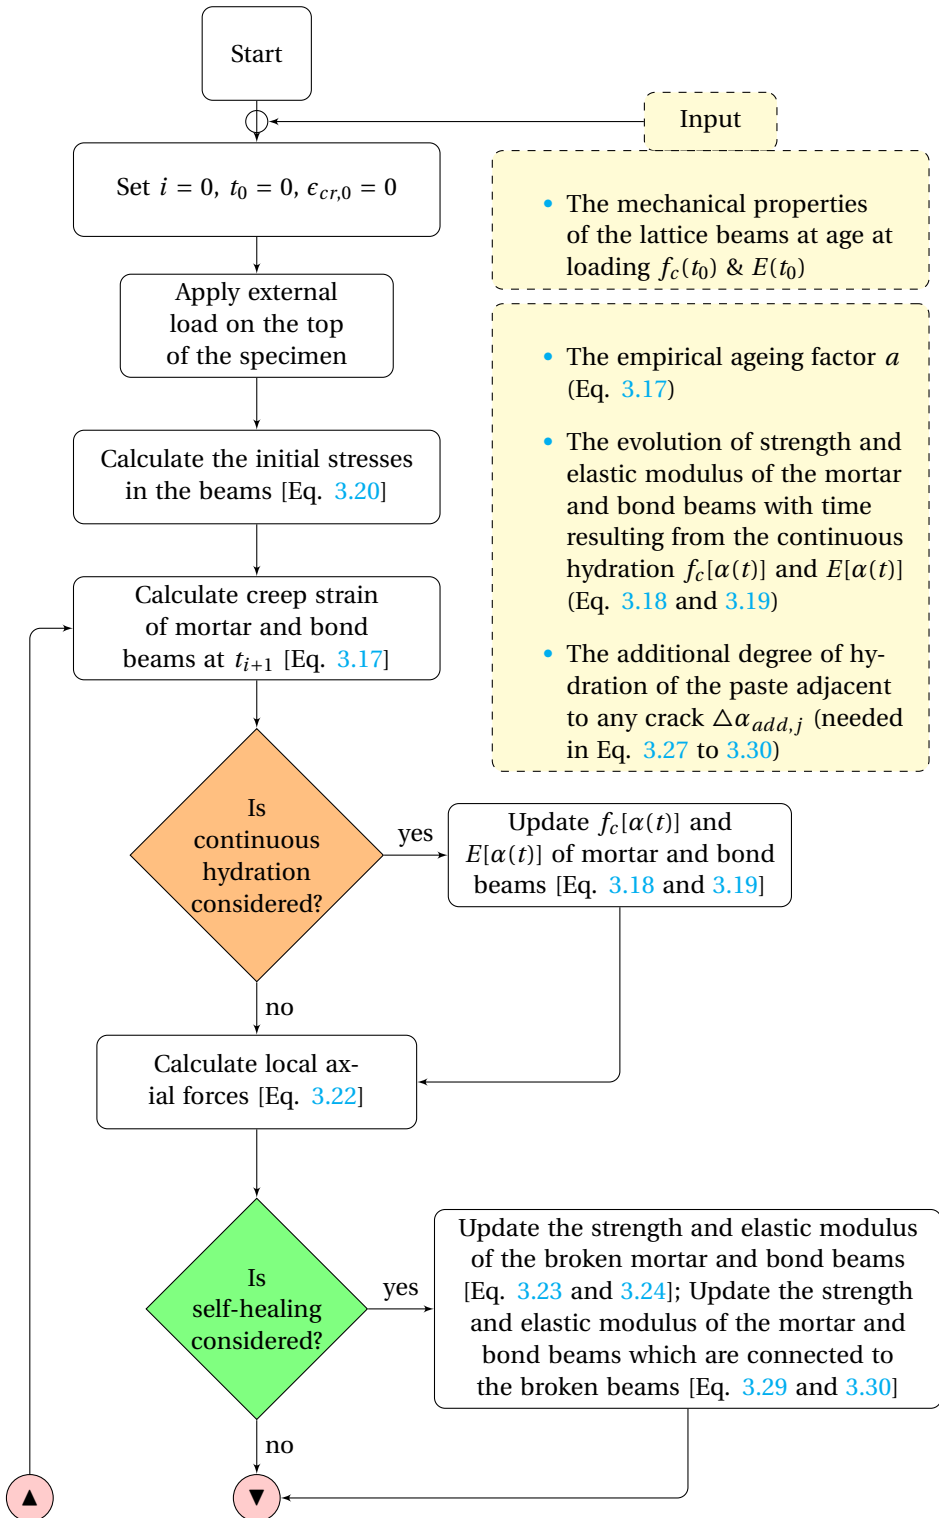 Start
Input
Set i = 0, t₀ = 0, ϵ_{cr,0} = 0
• The mechanical properties
of the lattice beams at age at
loading f_c(t₀) & E(t₀)
Apply external
load on the top
of the specimen
• The empirical ageing factor a
(Eq. 3.17)
• The evolution of strength and
elastic modulus of the mortar
and bond beams with time
resulting from the continuous
hydration f_c[α(t)] and E[α(t)]
(Eq. 3.18 and 3.19)
• The additional degree of hy-
dration of the paste adjacent
to any crack △α_{add,j} (needed
in Eq. 3.27 to 3.30)
Calculate the initial stresses
in the beams [Eq. 3.20]
Calculate creep strain
of mortar and bond
beams at t_{i+1} [Eq. 3.17]
Is
continuous
hydration
considered?
yes
Update f_c[α(t)] and
E[α(t)] of mortar and bond
beams [Eq. 3.18 and 3.19]
no
Calculate local ax-
ial forces [Eq. 3.22]
Is
self-healing
considered?
yes
Update the strength and elastic modulus
of the broken mortar and bond beams
[Eq. 3.23 and 3.24]; Update the strength
and elastic modulus of the mortar and
bond beams which are connected to
the broken beams [Eq. 3.29 and 3.30]
no
▲
▼